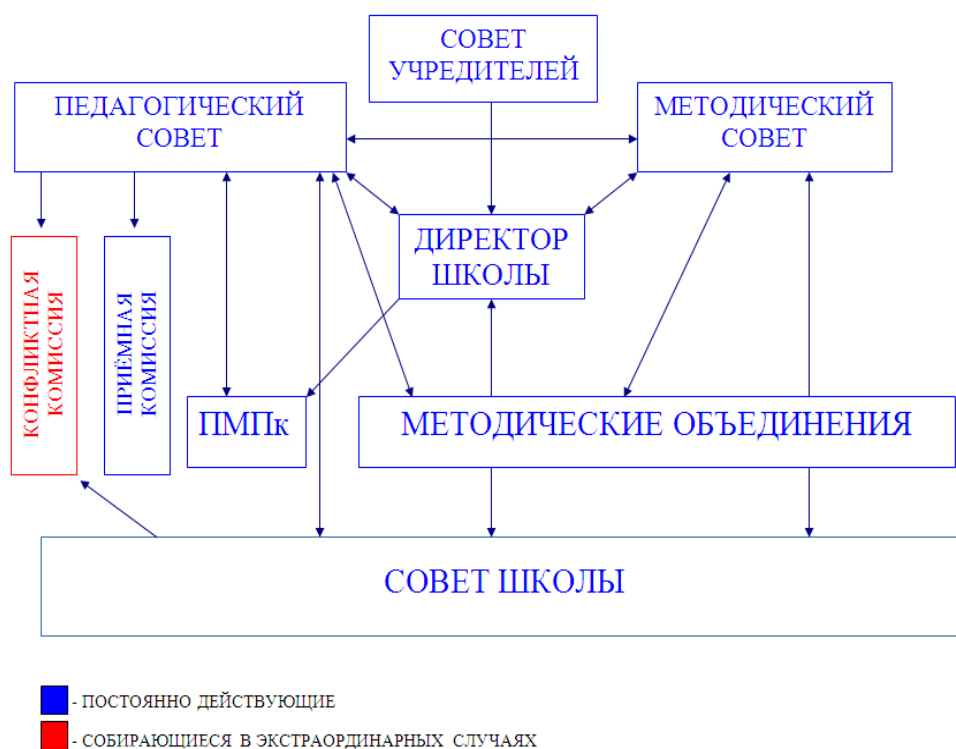 СОВЕТ
УЧРЕДИТЕЛЕЙ
ПЕДАГОГИЧЕСКИЙ
СОВЕТ
МЕТОДИЧЕСКИЙ
СОВЕТ
ДИРЕКТОР
ШКОЛЫ
КОНФЛИКТНАЯ
КОМИССИЯ
ПРИЁМНАЯ
КОМИССИЯ
ПМПк
МЕТОДИЧЕСКИЕ ОБЪЕДИНЕНИЯ
СОВЕТ ШКОЛЫ
- ПОСТОЯННО ДЕЙСТВУЮЩИЕ
- СОБИРАЮЩИЕСЯ В ЭКСТРАОРДИНАРНЫХ СЛУЧАЯХ